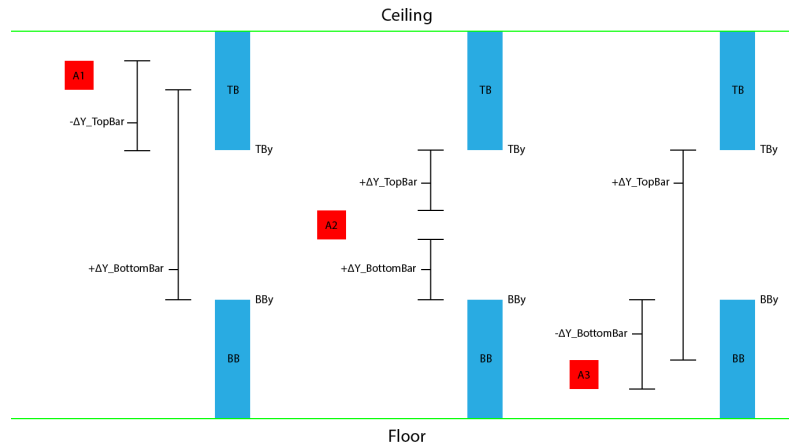 Ceiling
A1
TB
TB
TB
-ΔY_TopBar
TBy
TBy
TBy
+ΔY_TopBar
+ΔY_TopBar
A2
+ΔY_BottomBar
+ΔY_BottomBar
BBy
BBy
BBy
-ΔY_BottomBar
BB
BB
BB
A3
Floor